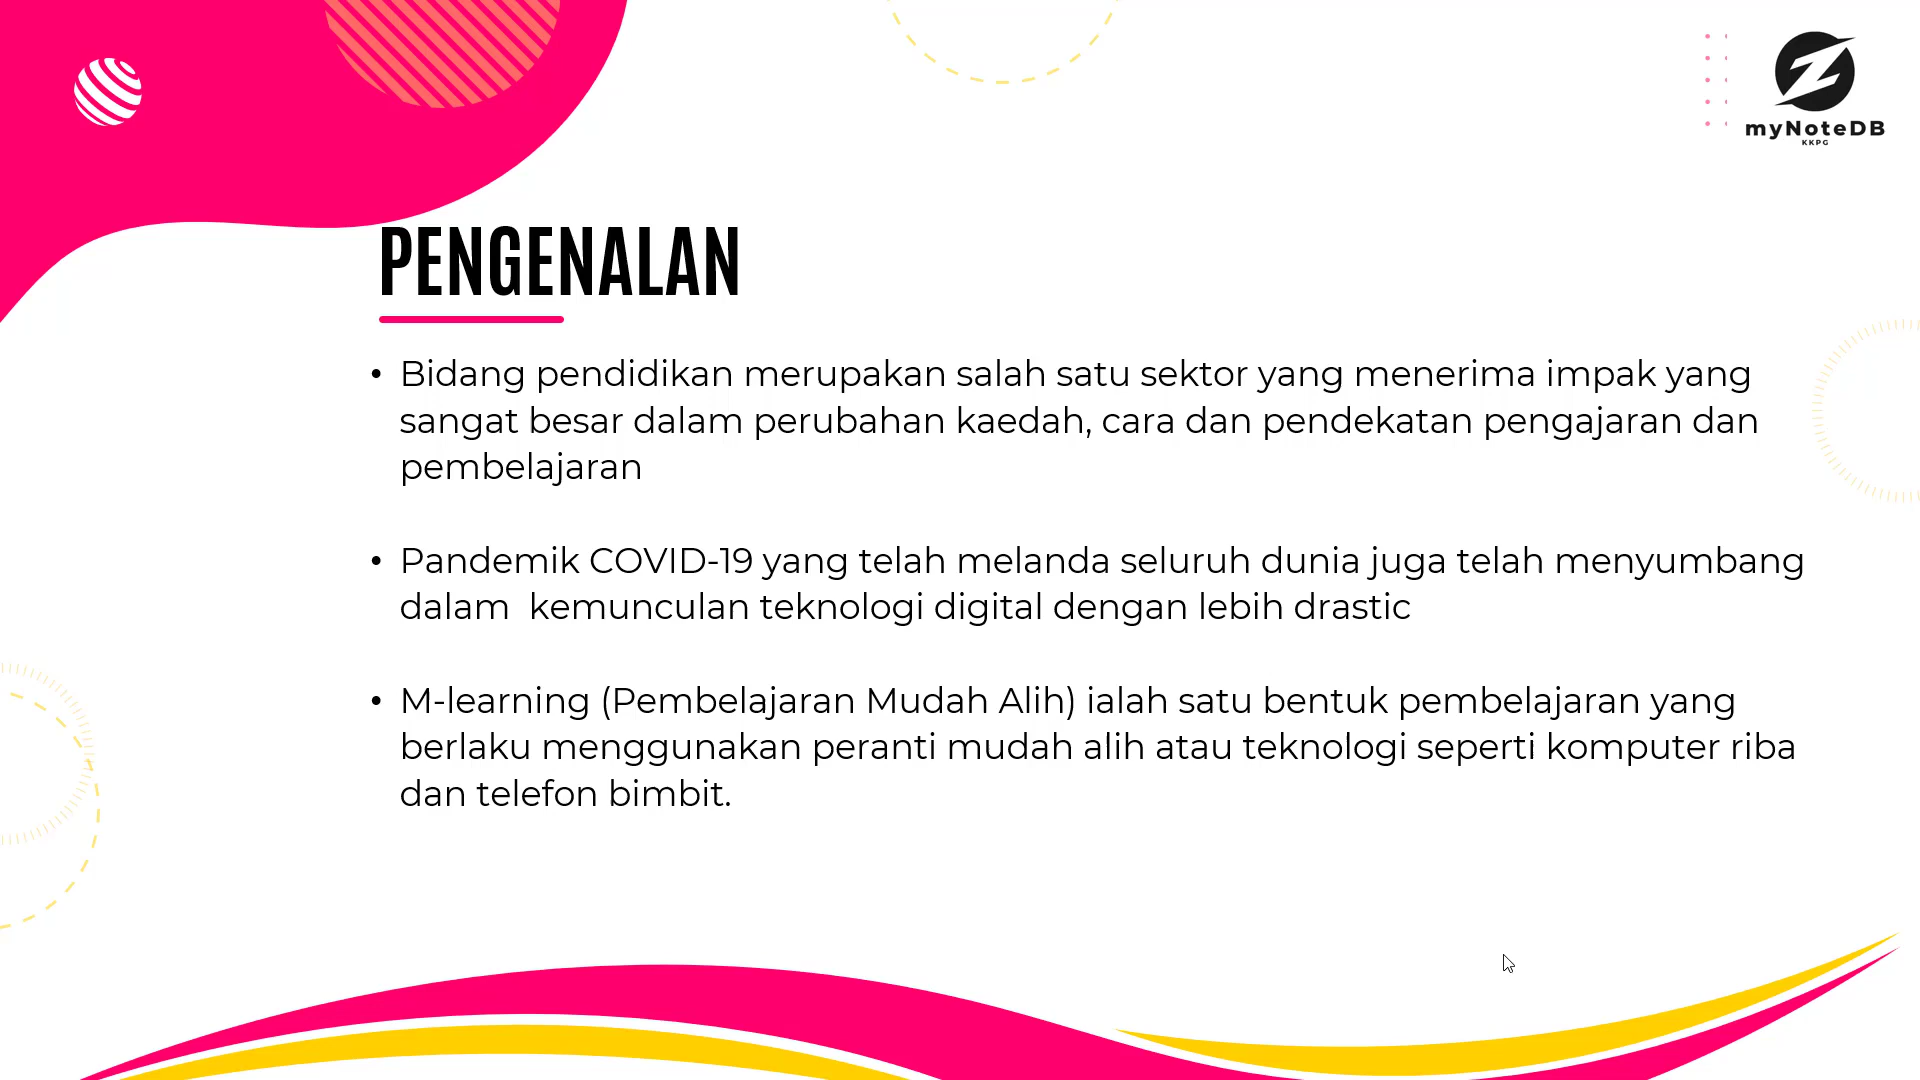 myNoteDB
KKPG
PENGENALAN
• Bidang pendidikan merupakan salah satu sektor yang menerima impak yang
sangat besar dalam perubahan kaedah, cara dan pendekatan pengajaran dan
pembelajaran
• Pandemik COVID-19 yang telah melanda seluruh dunia juga telah menyumbang
dalam  kemunculan teknologi digital dengan lebih drastic
• M-learning (Pembelajaran Mudah Alih) ialah satu bentuk pembelajaran yang
berlaku menggunakan peranti mudah alih atau teknologi seperti komputer riba
dan telefon bimbit.